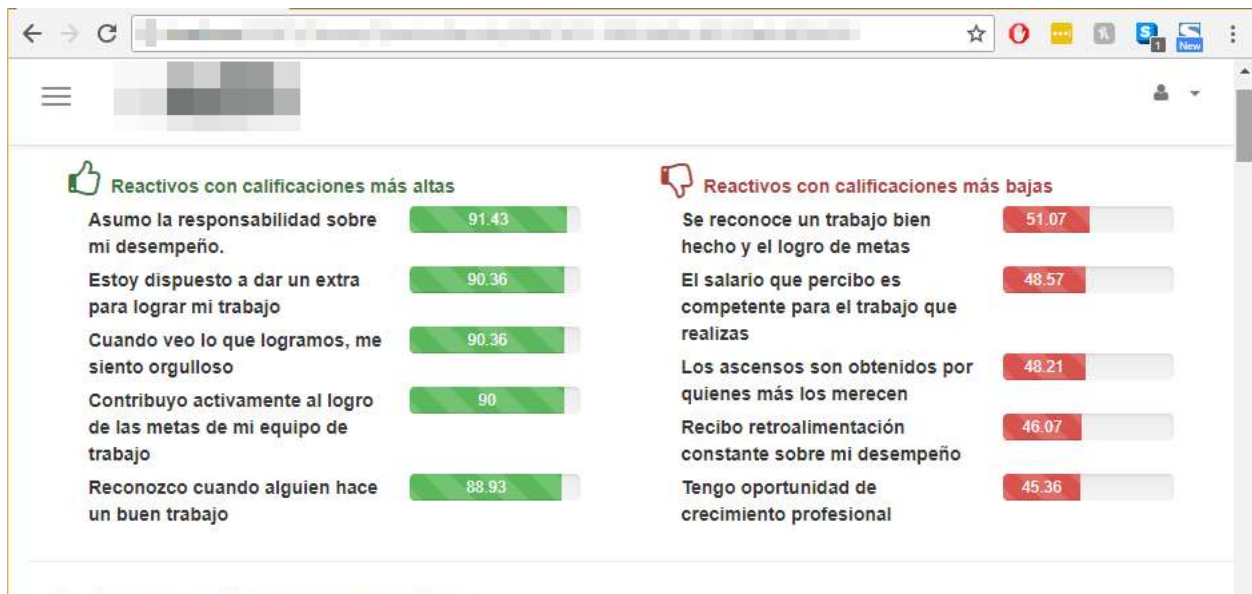 1
New
Reactivos con calificaciones más altas
Asumo la responsabilidad sobre
mi desempeño.
91.43
Estoy dispuesto a dar un extra
para lograr mi trabajo
90.36
Cuando veo lo que logramos, me
siento orgulloso
90.36
Contribuyo activamente al logro
de las metas de mi equipo de
trabajo
90
Reconozco cuando alguien hace
un buen trabajo
88.93
Reactivos con calificaciones más bajas
Se reconoce un trabajo bien
hecho y el logro de metas
51.07
El salario que percibo es
competente para el trabajo que
realizas
48.57
Los ascensos son obtenidos por
quienes más los merecen
48.21
Recibo retroalimentación
constante sobre mi desempeño
46.07
Tengo oportunidad de
crecimiento profesional
45.36